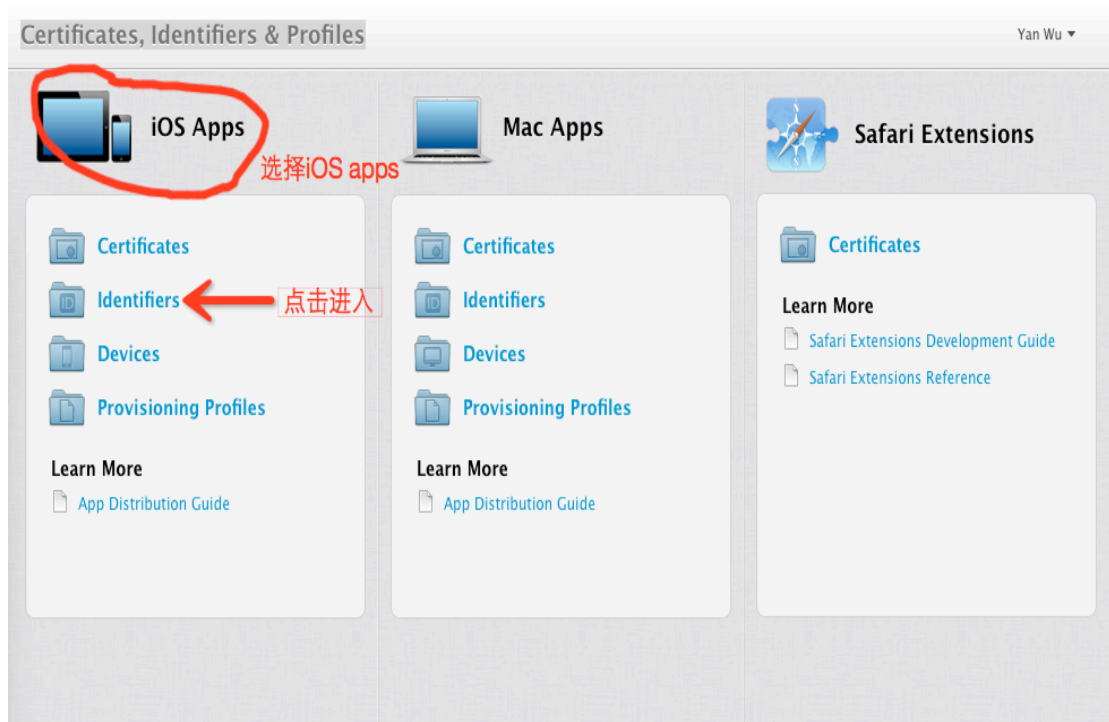 Certificates, Identifiers & Profiles
Yan Wu
iOS Apps
选择iOS apps
Certificates
Identifiers
点击进入
Devices
Provisioning Profiles
Learn More
App Distribution Guide
Mac Apps
Certificates
Identifiers
Devices
Provisioning Profiles
Learn More
App Distribution Guide
Safari Extensions
Certificates
Learn More
Safari Extensions Development Guide
Safari Extensions Reference